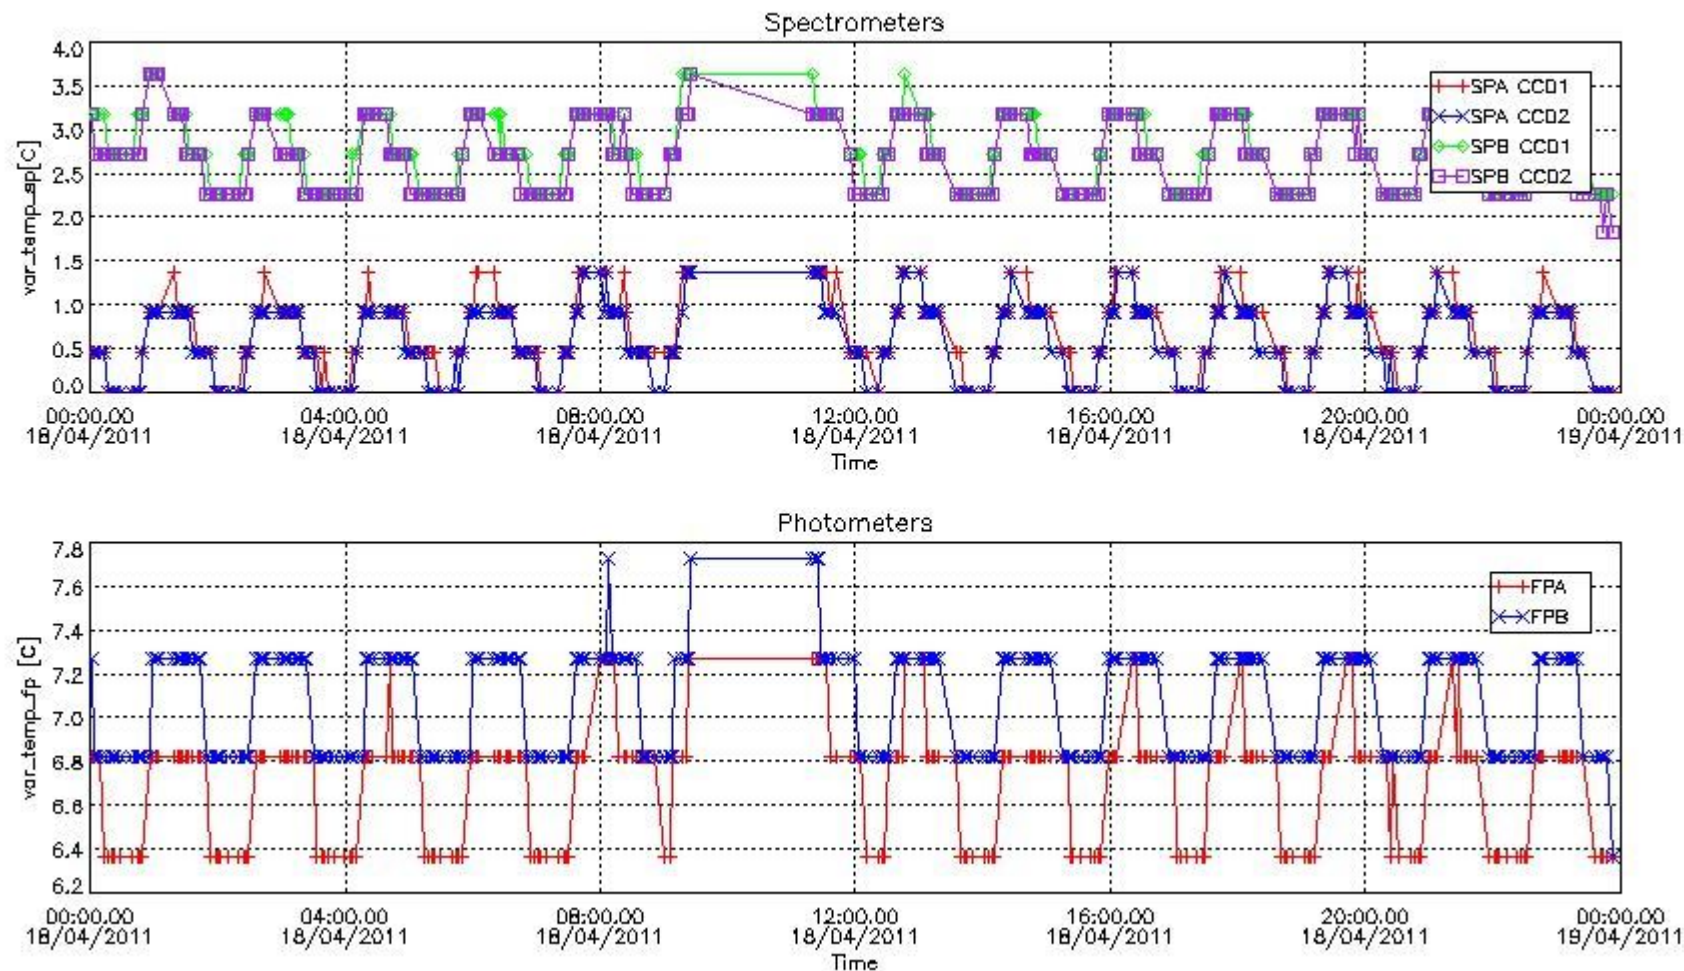 Spectrometers
4.0
3.5
3.0
2.5
2.0
1.5
1.0
0.5
0.0
var_temp_sp[C]
SPA CCD1
SPA CCD2
SPB CCD1
SPB CCD2
00:00.00 04:00.00 08:00.00 12:00.00 16:00.00 20:00.00 00:00.00
18/04/2011 18/04/2011 18/04/2011 18/04/2011 18/04/2011 18/04/2011 19/04/2011
Time
Photometers
7.8
7.6
7.4
7.2
7.0
6.8
6.6
6.4
6.2
var_temp_fp [C]
FPA
FPB
00:00.00 04:00.00 08:00.00 12:00.00 16:00.00 20:00.00 00:00.00
18/04/2011 18/04/2011 18/04/2011 18/04/2011 18/04/2011 18/04/2011 19/04/2011
Time